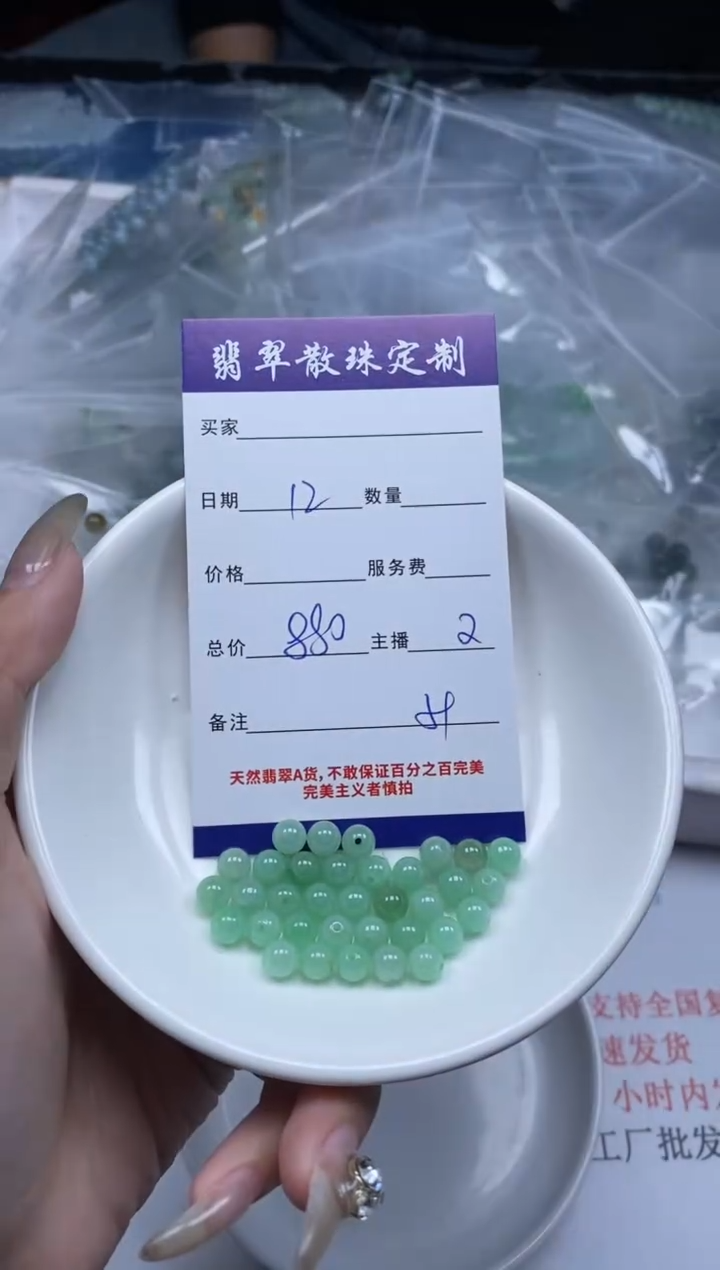 翡翠散珠定制
买家
日期 12 数量
价格 服务费
总价 880 主播 2
备注
天然翡翠A货,不敢保证百分之百完美
完美主义者慎拍
支持全国复
速发货
小时内
工厂批发